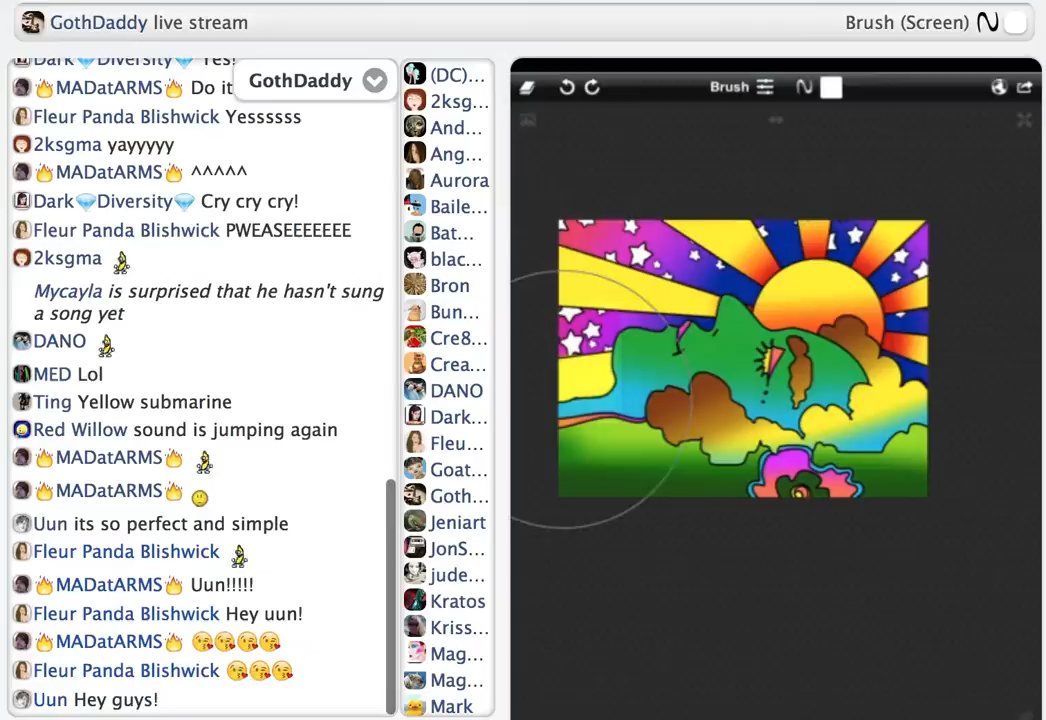 GothDaddy live stream
Brush (Screen)
Dark💎Diversity💎 Yes!
🔥MADatARMS🔥 Do it
GothDaddy
Fleur Panda Blishwick Yessssss
2ksgma yayyyyy
🔥MADatARMS🔥 ^^^^^
Dark💎Diversity💎 Cry cry cry!
Fleur Panda Blishwick PWEASEEEEEEE
2ksgma
Mycayla is surprised that he hasn't sung
a song yet
DANO
MED Lol
Ting Yellow submarine
Red Willow sound is jumping again
🔥MADatARMS🔥
🔥MADatARMS🔥
Uun its so perfect and simple
Fleur Panda Blishwick
🔥MADatARMS🔥 Uun!!!!!
Fleur Panda Blishwick Hey uun!
🔥MADatARMS🔥 😘😘😘😘
Fleur Panda Blishwick 😘😘😘
Uun Hey guys!
(DC)...
2ksg...
And...
Ang...
Aurora
Baile...
Bat...
blac...
Bron
Bun...
Cre8...
Crea...
DANO
Dark...
Fleu...
Goat...
Goth...
Jeniart
JonS...
jude...
Kratos
Kriss...
Mag...
Mag...
Mark
Brush